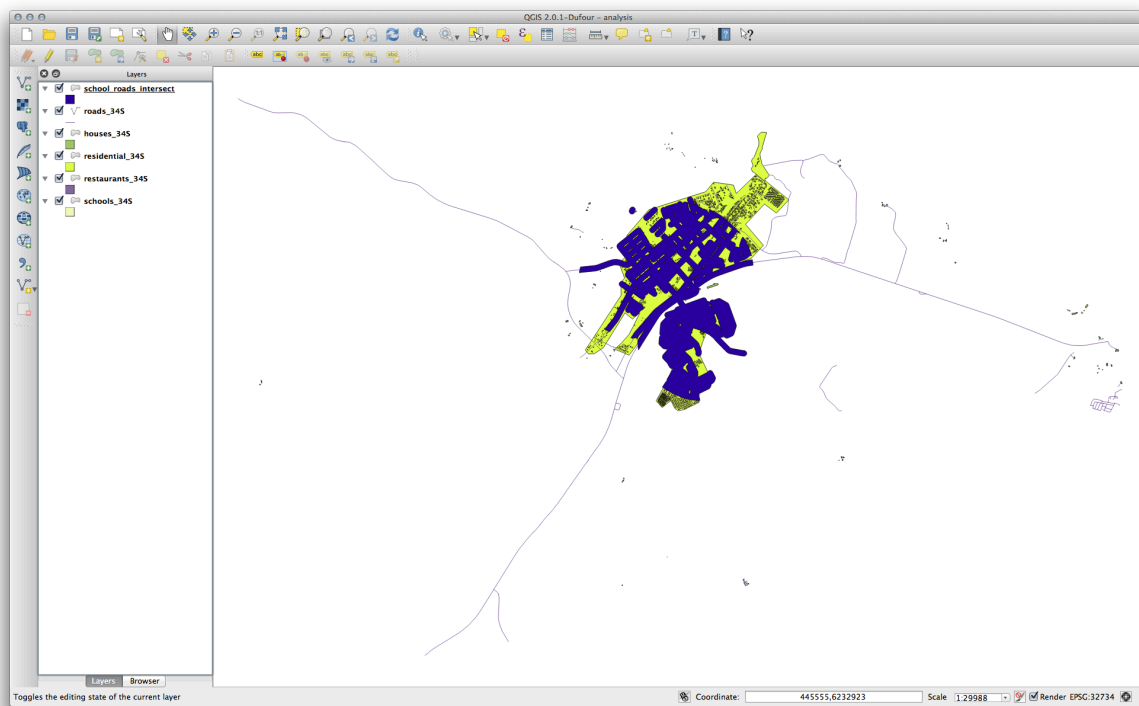 QGIS 2.0.1-Dufour - analysis
Layers
school_roads_intersect
roads_34S
houses_34S
residential_34S
restaurants_34S
schools_34S
Layers Browser
Toggles the editing state of the current layer
Coordinate: 445555,6232923 Scale 1:29988 Render EPSG:32734